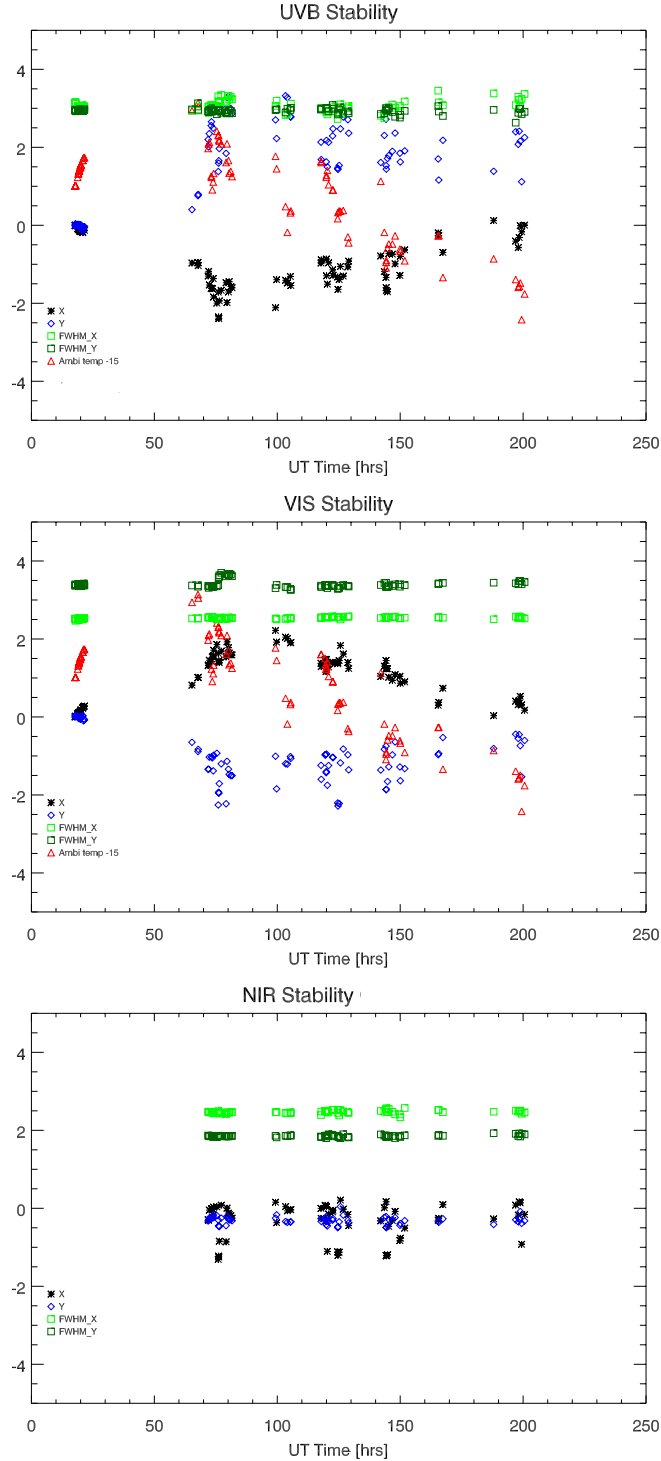 UVB Stability
4
2
0
-2
-4
X
Y
FWHM_X
FWHM_Y
Ambi temp -15
0 50 100 150 200 250
UT Time [hrs]
VIS Stability
4
2
0
-2
-4
X
Y
FWHM_X
FWHM_Y
Ambi temp -15
0 50 100 150 200 250
UT Time [hrs]
NIR Stability
4
2
0
-2
-4
X
Y
FWHM_X
FWHM_Y
0 50 100 150 200 250
UT Time [hrs]